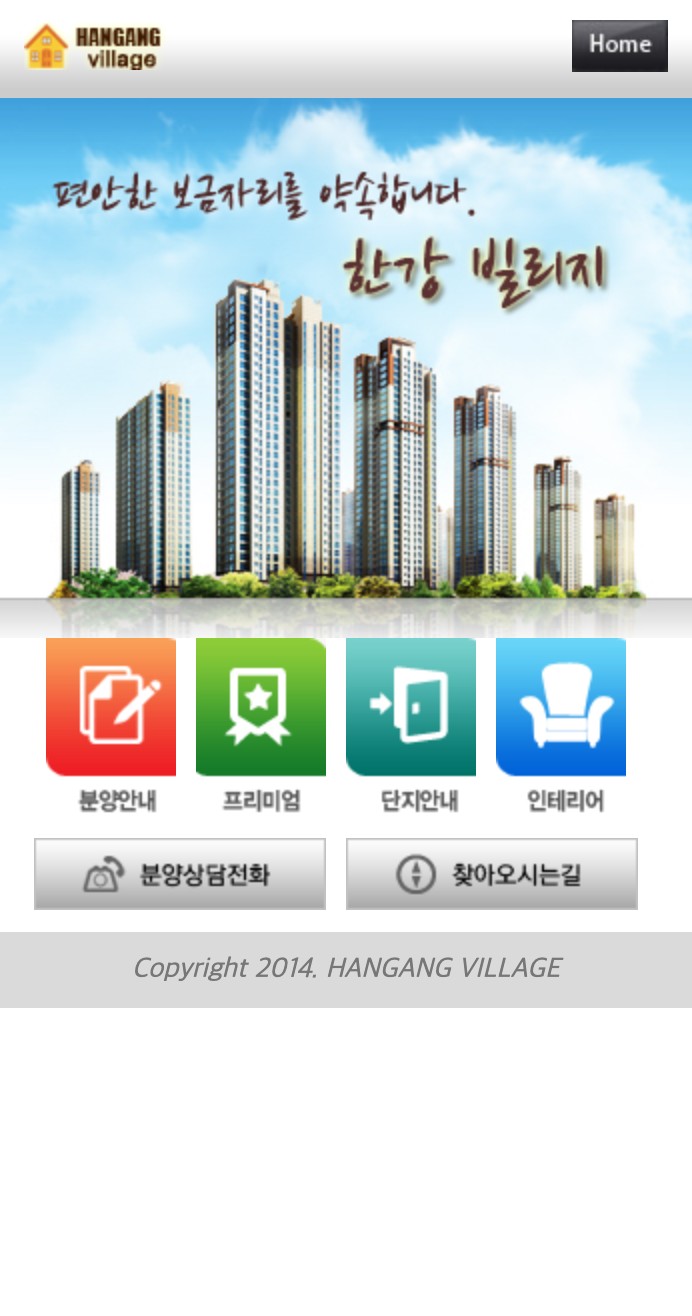 HANGANG
village
Home
편안한 보금자리를 약속합니다.
한강 빌리지
분양안내
프리미엄
단지안내
인테리어
분양상담전화
찾아오시는길
Copyright 2014. HANGANG VILLAGE